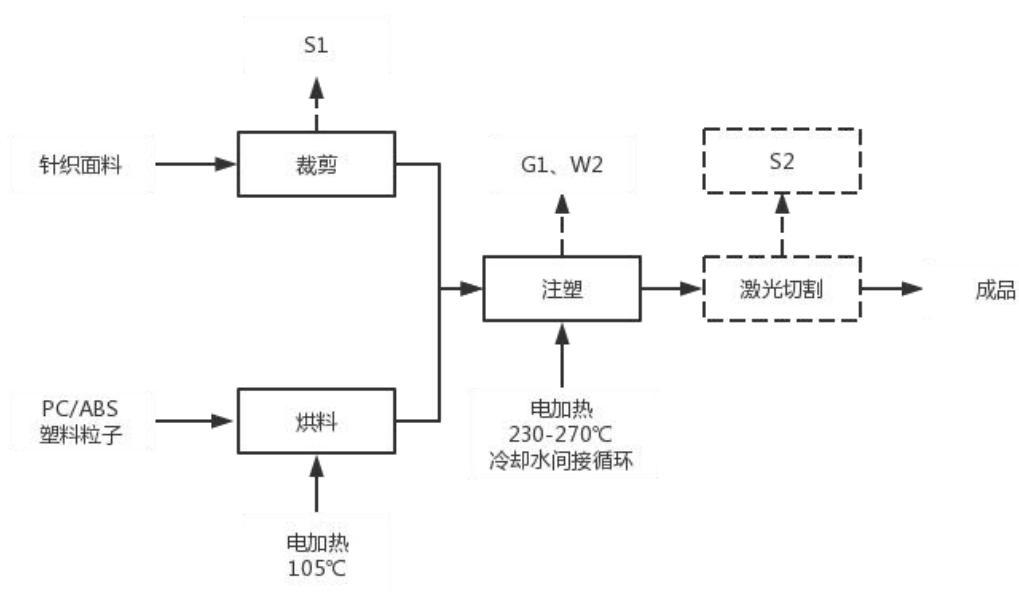 S1
针织面料
裁剪
G1、W2
S2
注塑
激光切割
成品
PC/ABS
塑料粒子
烘料
电加热
230-270℃
冷却水间接循环
电加热
105℃